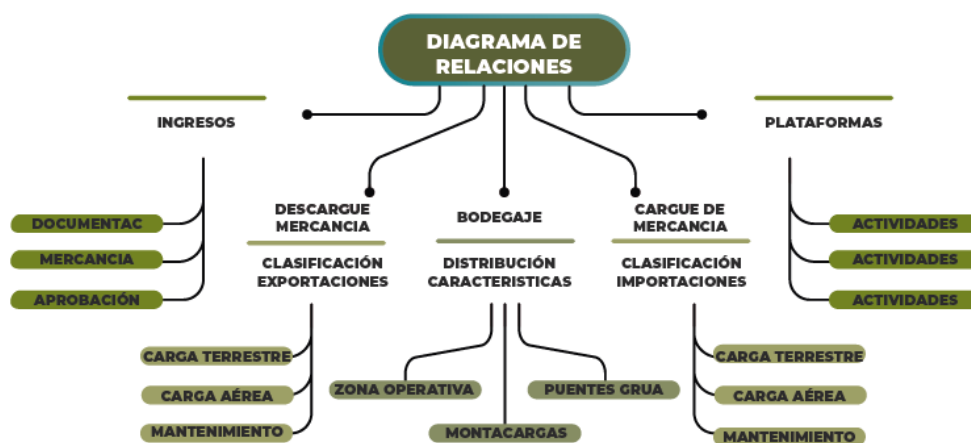 DIAGRAMA DE
RELACIONES
INGRESOS
PLATAFORMAS
DESCARGUE
MERCANCIA
BODEGAJE
CARGUE DE
MERCANCIA
DOCUMENTAC
MERCANCIA
APROBACIÓN
CLASIFICACIÓN
EXPORTACIONES
DISTRIBUCIÓN
CARACTERISTICAS
CLASIFICACIÓN
IMPORTACIONES
ACTIVIDADES
ACTIVIDADES
ACTIVIDADES
CARGA TERRESTRE
CARGA AÉREA
MANTENIMIENTO
ZONA OPERATIVA
MONTACARGAS
PUENTES GRUA
CARGA TERRESTRE
CARGA AÉREA
MANTENIMIENTO